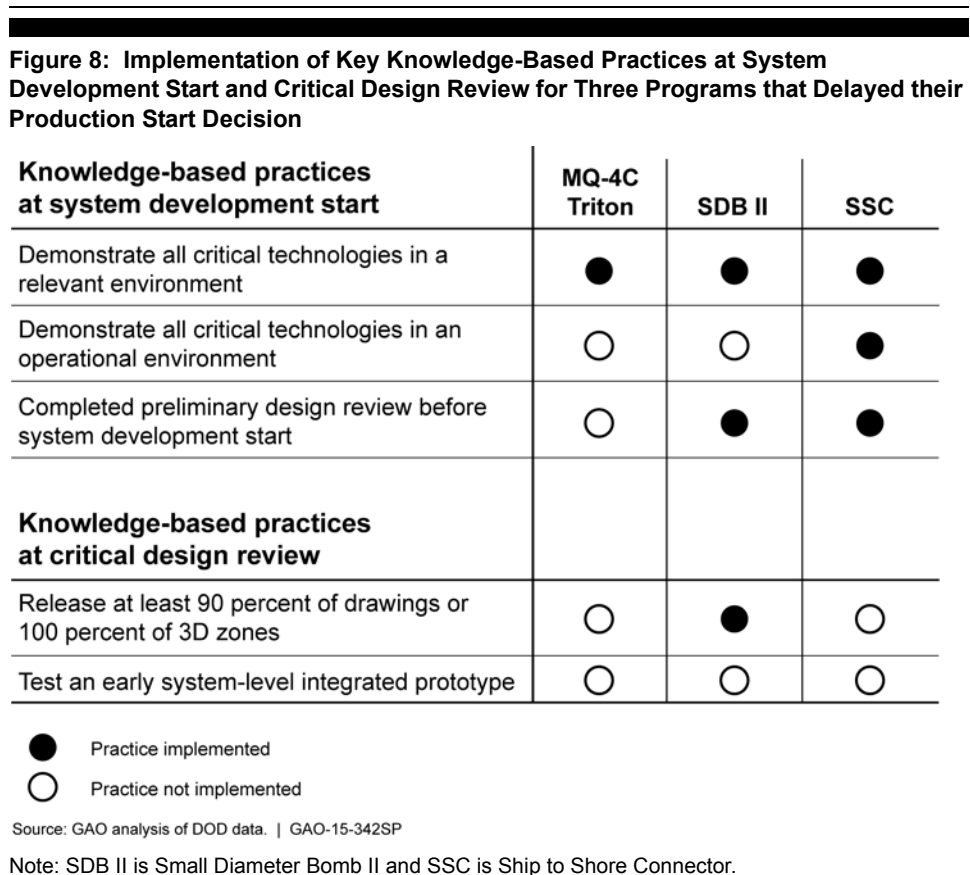 Figure 8: Implementation of Key Knowledge-Based Practices at System
Development Start and Critical Design Review for Three Programs that Delayed their
Production Start Decision
Knowledge-based practices
at system development start
MQ-4C
Triton
SDB II
SSC
Demonstrate all critical technologies in a
relevant environment
Demonstrate all critical technologies in an
operational environment
Completed preliminary design review before
system development start
Knowledge-based practices
at critical design review
Release at least 90 percent of drawings or
100 percent of 3D zones
Test an early system-level integrated prototype
Practice implemented
Practice not implemented
Source: GAO analysis of DOD data. | GAO-15-342SP
Note: SDB II is Small Diameter Bomb II and SSC is Ship to Shore Connector.